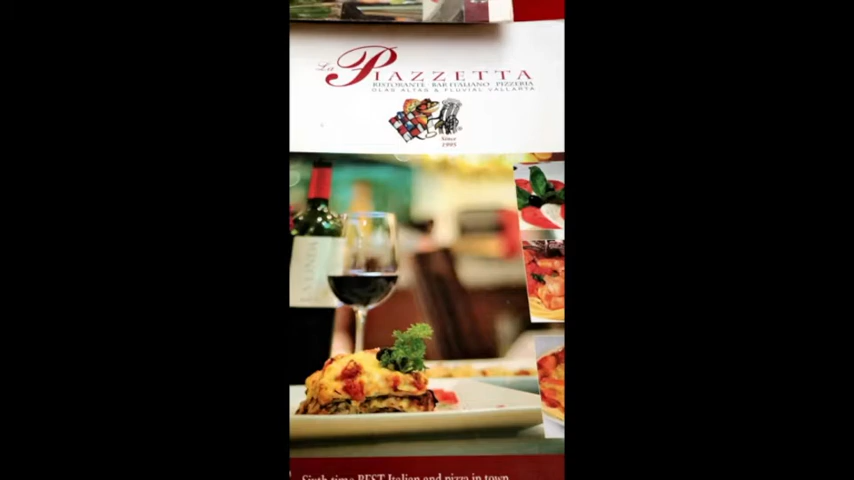 La PIAZZETTA
RISTORANTE · BAR ITALIANO · PIZZERIA
OLAS ALTAS & FLUVIAL VALLARTA
Since
1995
Sixth time BEST Italian and pizza in town